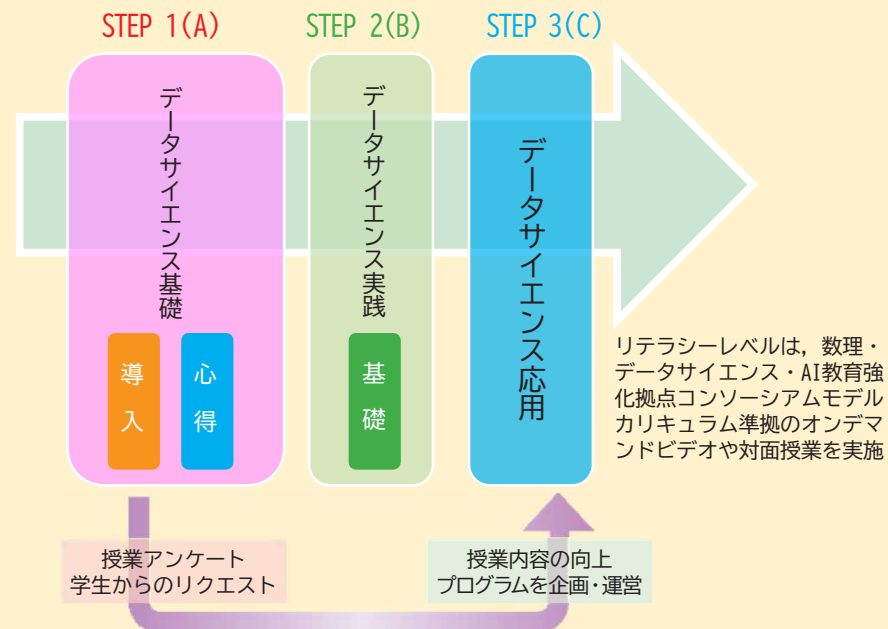 STEP 1(A)
STEP 2(B)
STEP 3(C)
データサイエンス基礎
導入
心得
データサイエンス実践
基礎
データサイエンス応用
リテラシーレベルは，数理・
データサイエンス・AI教育強
化拠点コンソーシアムモデル
カリキュラム準拠のオンデマ
ンドビデオや対面授業を実施
授業アンケート
学生からのリクエスト
授業内容の向上
プログラムを企画・運営